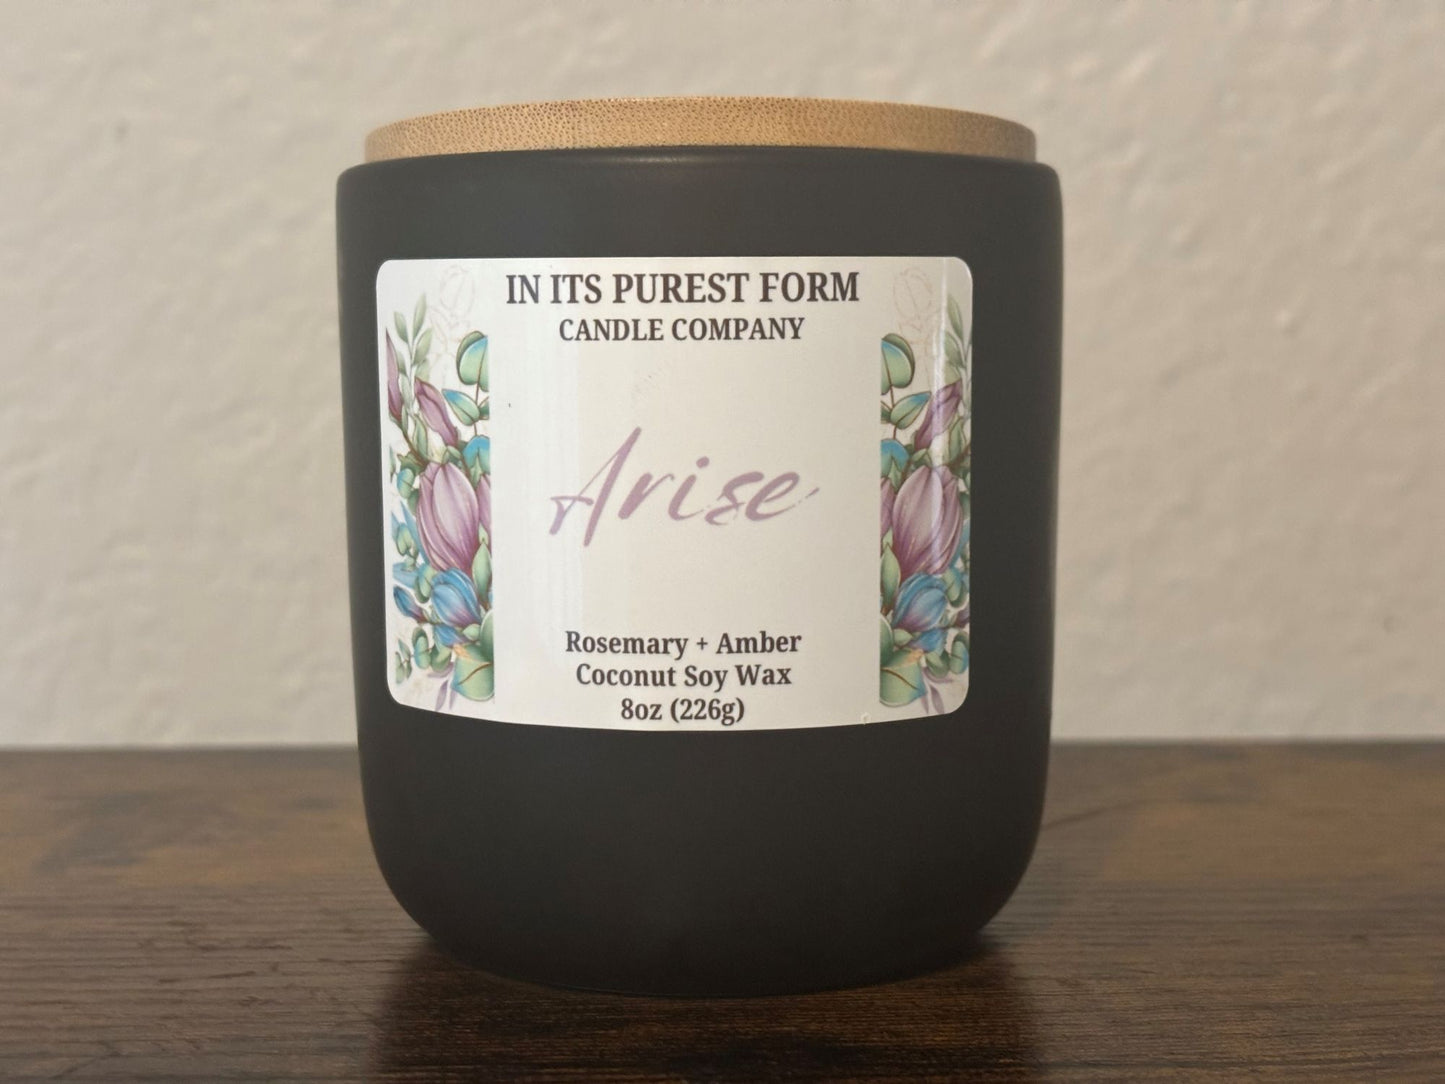 IN ITS PUREST FORM
CANDLE COMPANY
Arise
Rosemary + Amber
Coconut Soy Wax
8oz (226g)